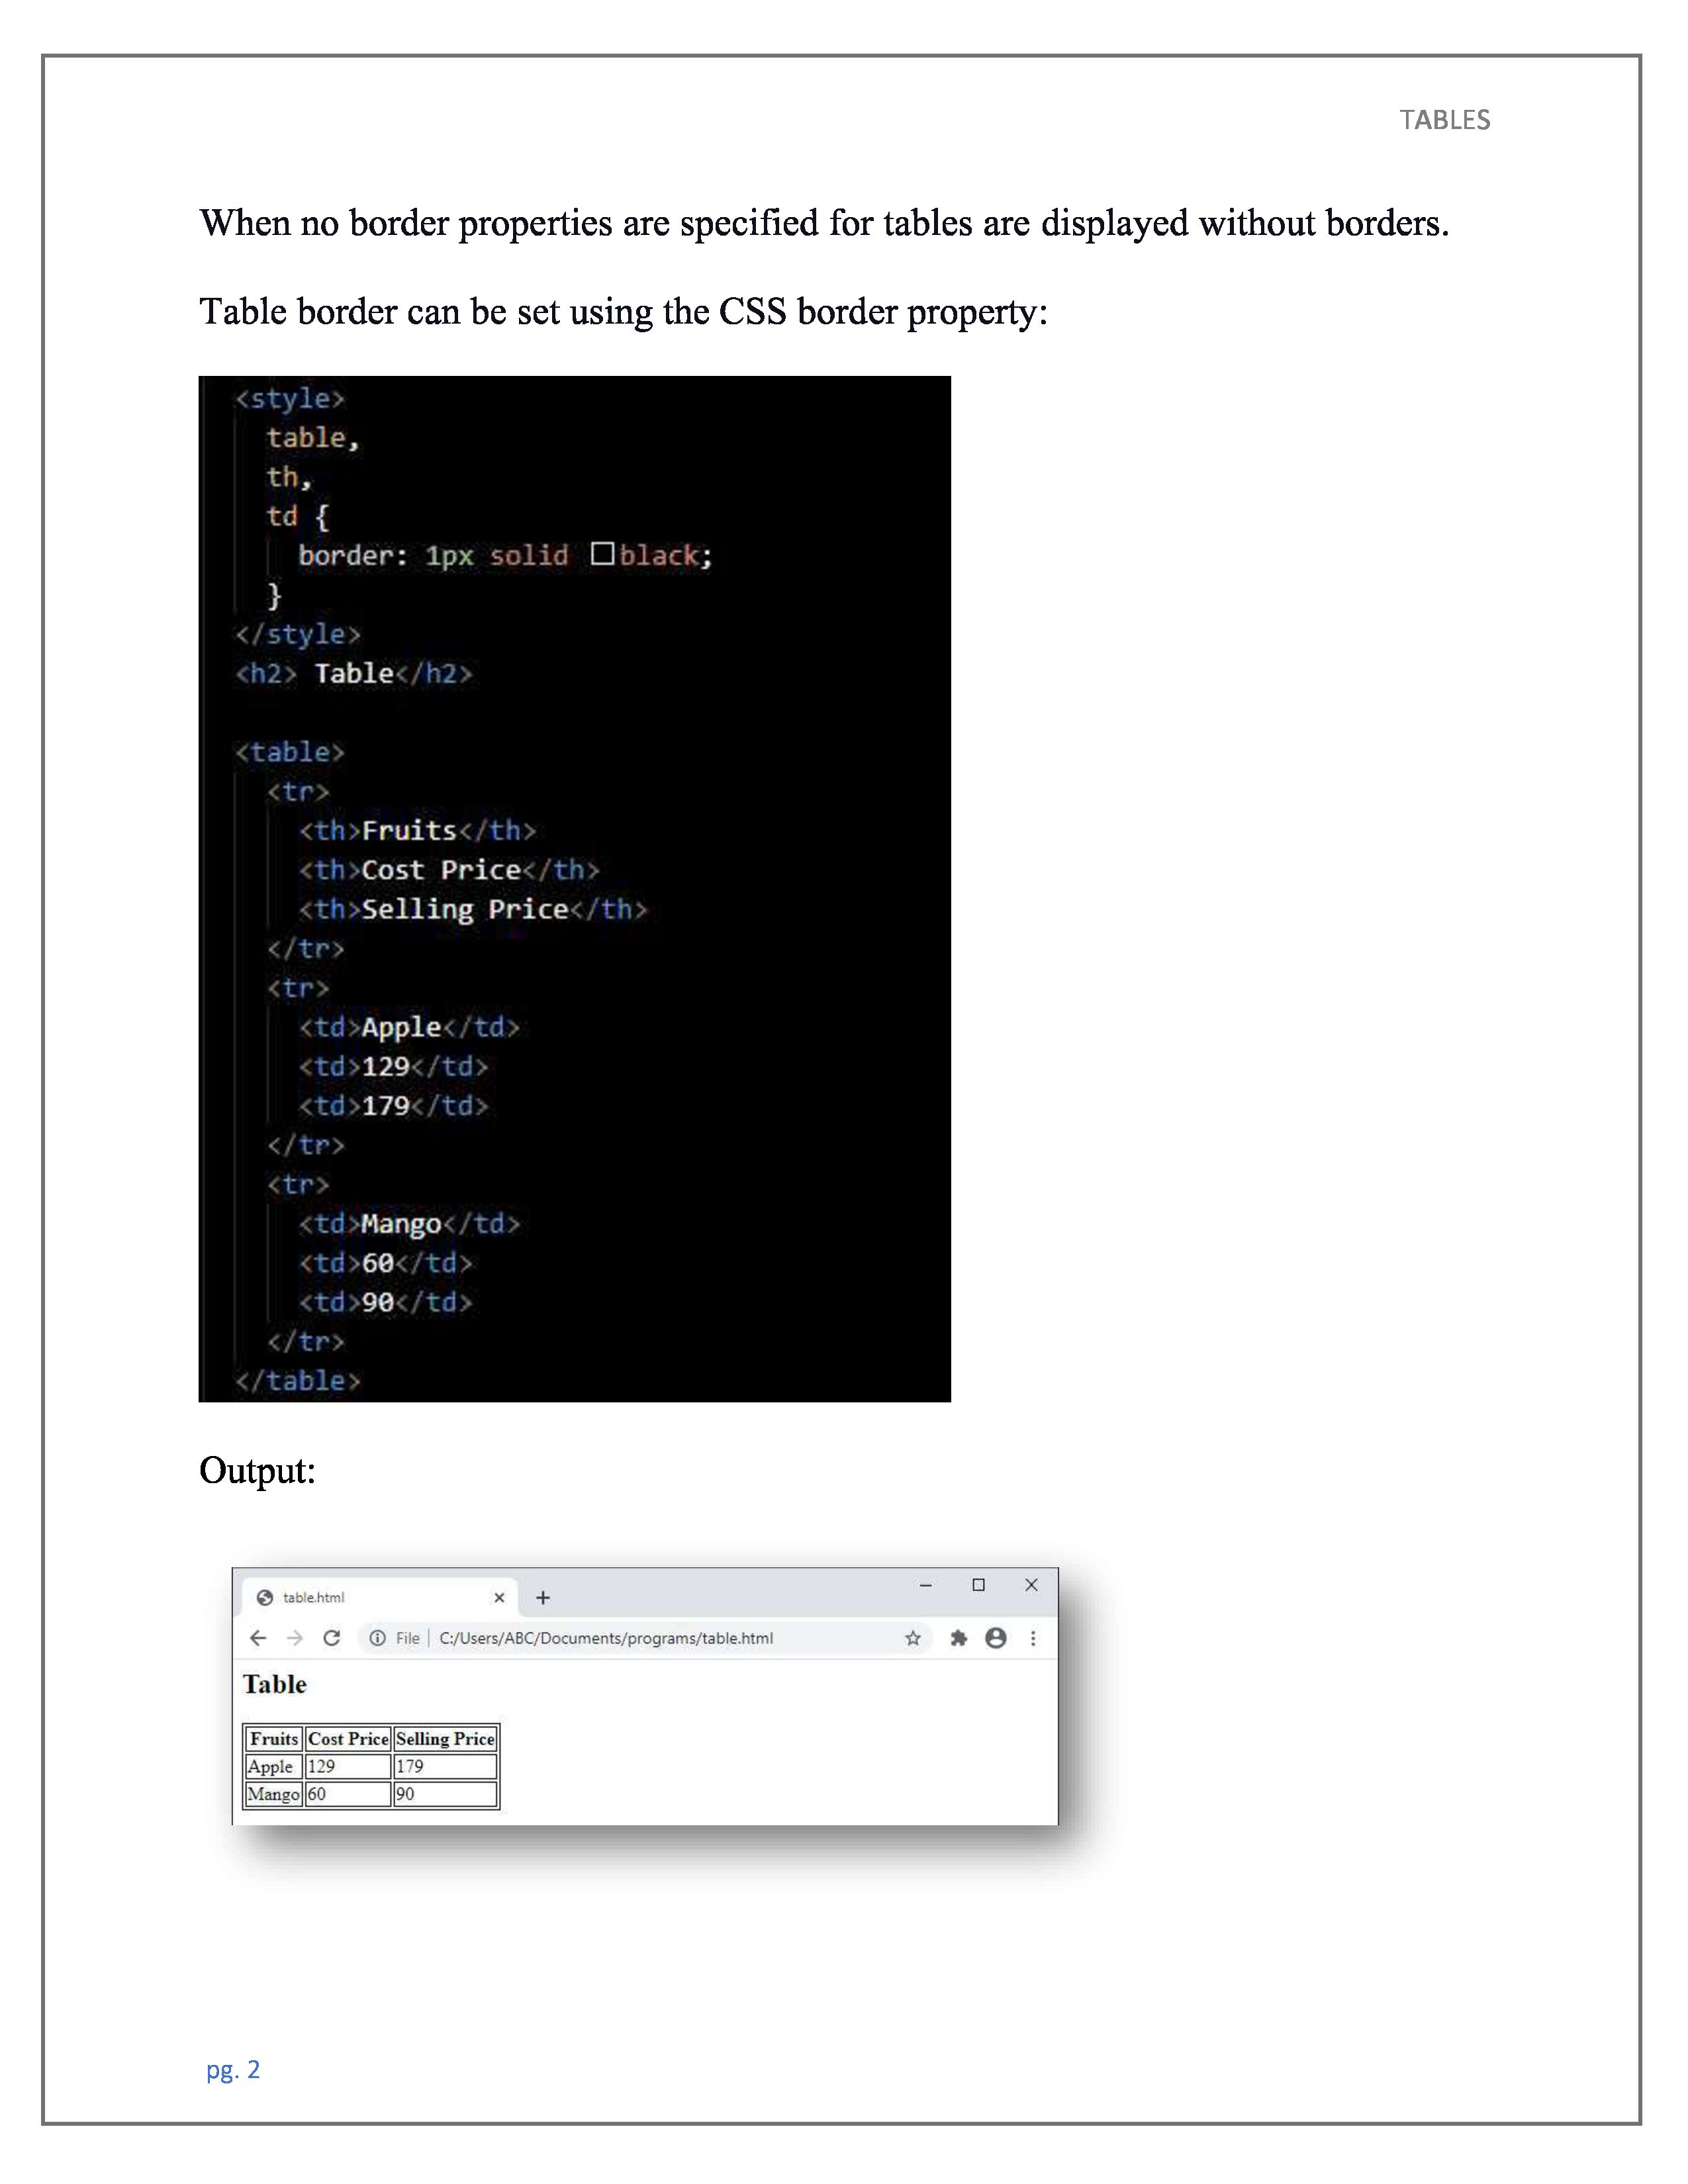 TABLES
When no border properties are specified for tables are displayed without borders.
Table border can be set using the CSS border property:
<style>
table,
th,
td {
border: 1px solid black;
}
</style>
<h2> Table</h2>
<table>
<tr>
<th>Fruits</th>
<th>Cost Price</th>
<th>Selling Price</th>
</tr>
<tr>
<td>Apple</td>
<td>129</td>
<td>179</td>
</tr>
<tr>
<td>Mango</td>
<td>60</td>
<td>90</td>
</tr>
</table>
Output:
table.html
File C:/Users/ABC/Documents/programs/table.html
Table
Fruits Cost Price Selling Price
Apple 129 179
Mango 60 90
pg. 2